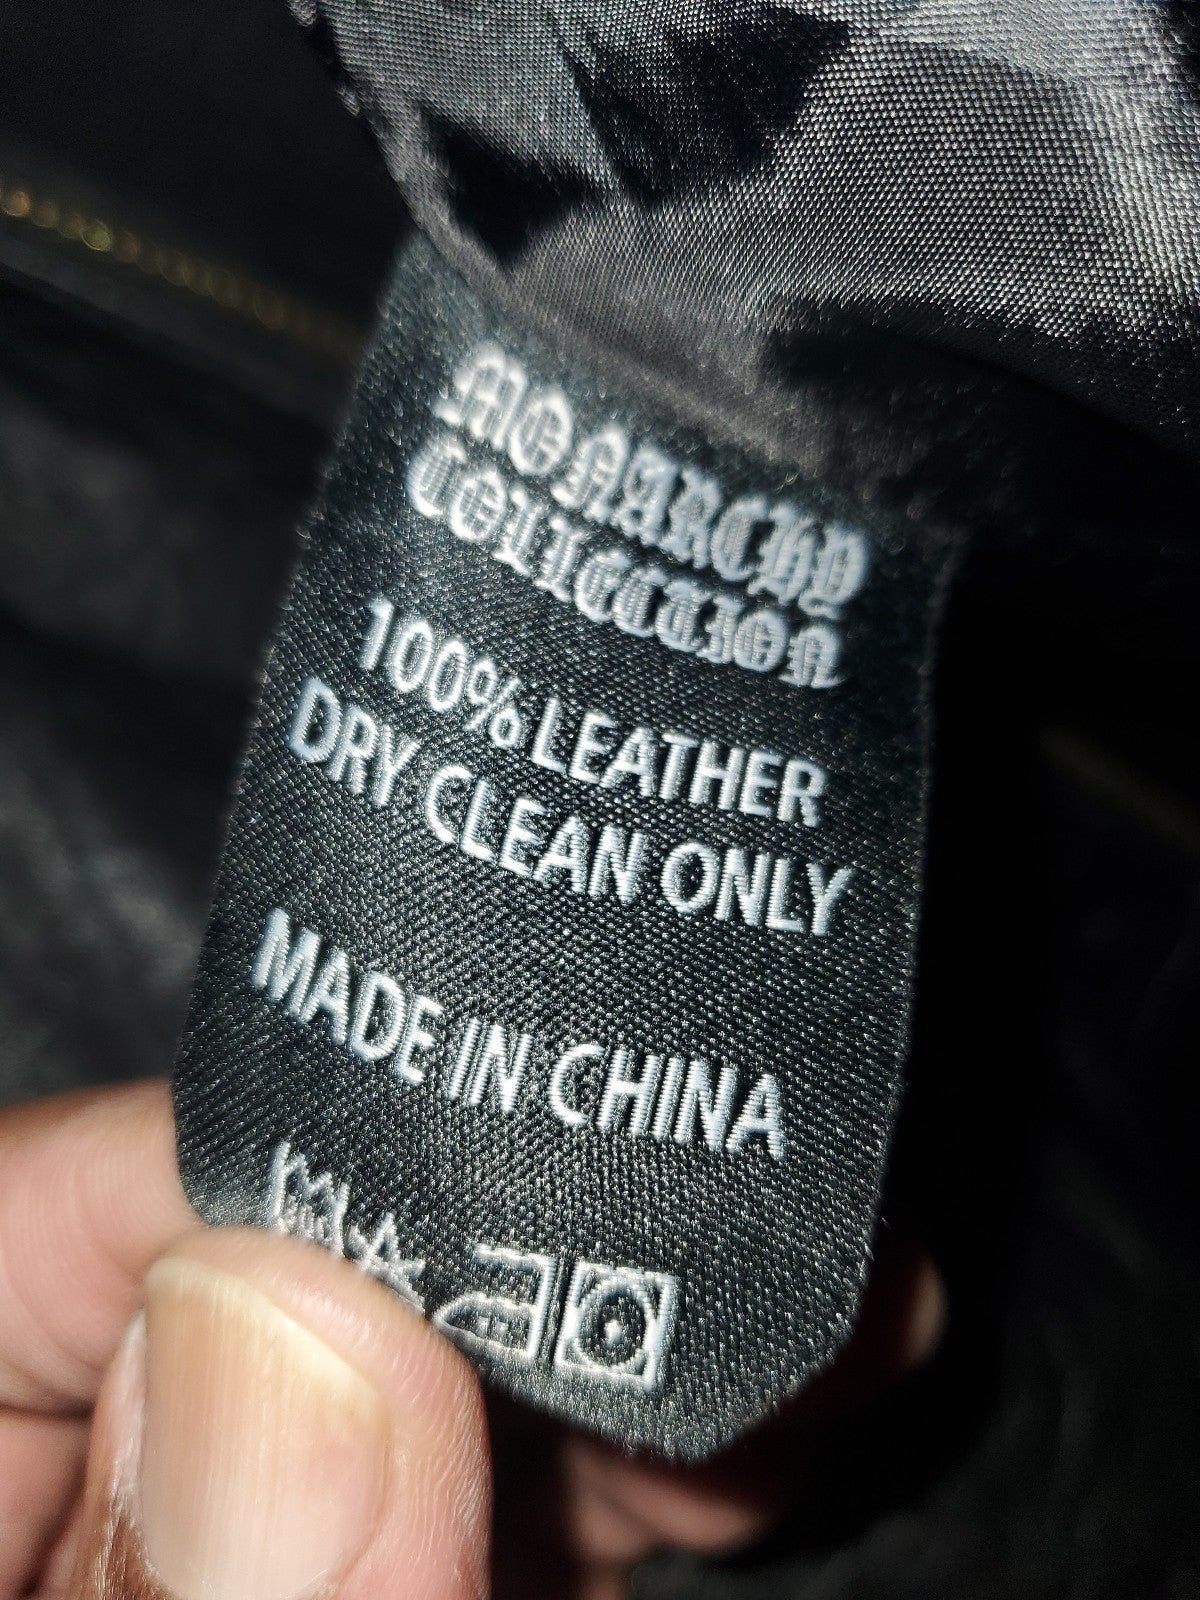 MONARCHY
COLLECTION
100% LEATHER
DRY CLEAN ONLY
MADE IN CHINA